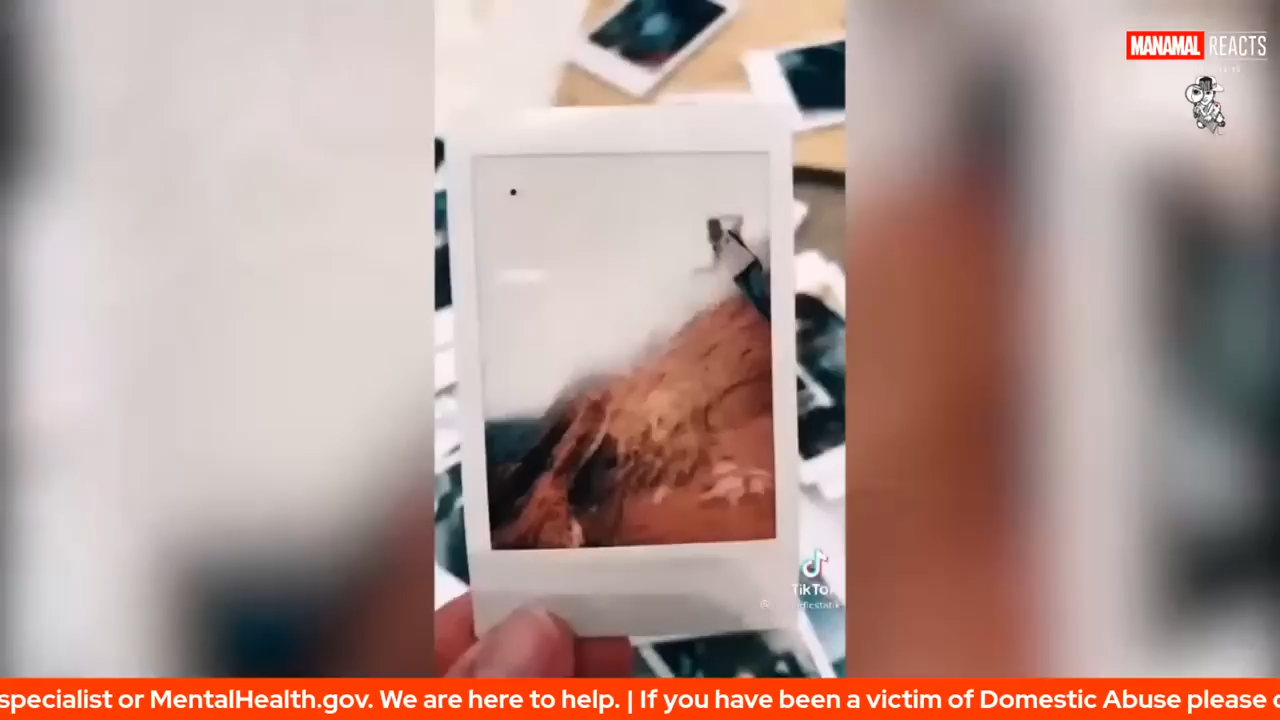 MANAMAL REACTS
TikTok
specialist or MentalHealth.gov. We are here to help. | If you have been a victim of Domestic Abuse please